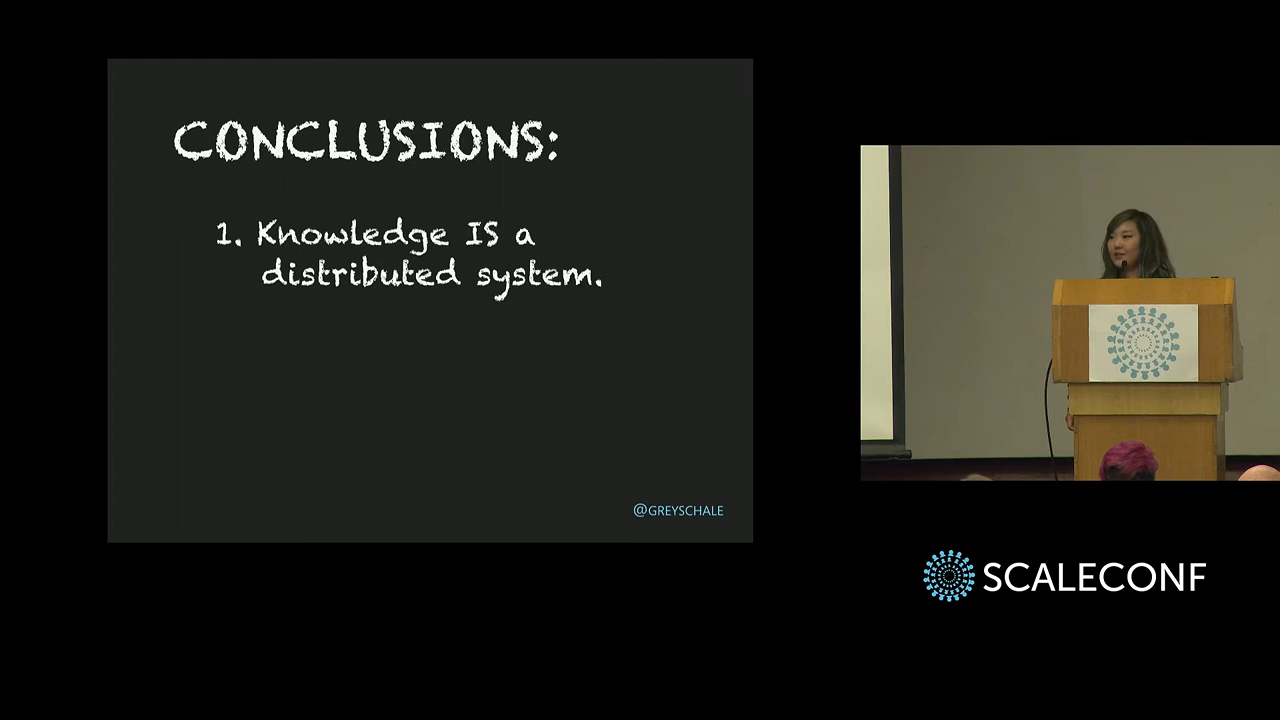 CONCLUSIONS:
1. Knowledge IS a
distributed system.
@GREYSCHALE
SCALECONF